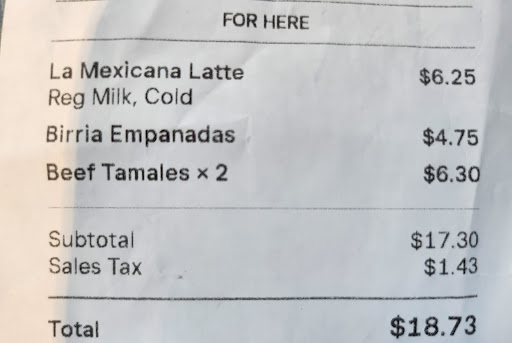 FOR HERE
La Mexicana Latte $6.25
Reg Milk, Cold
Birria Empanadas $4.75
Beef Tamales × 2 $6.30
Subtotal $17.30
Sales Tax $1.43
Total $18.73